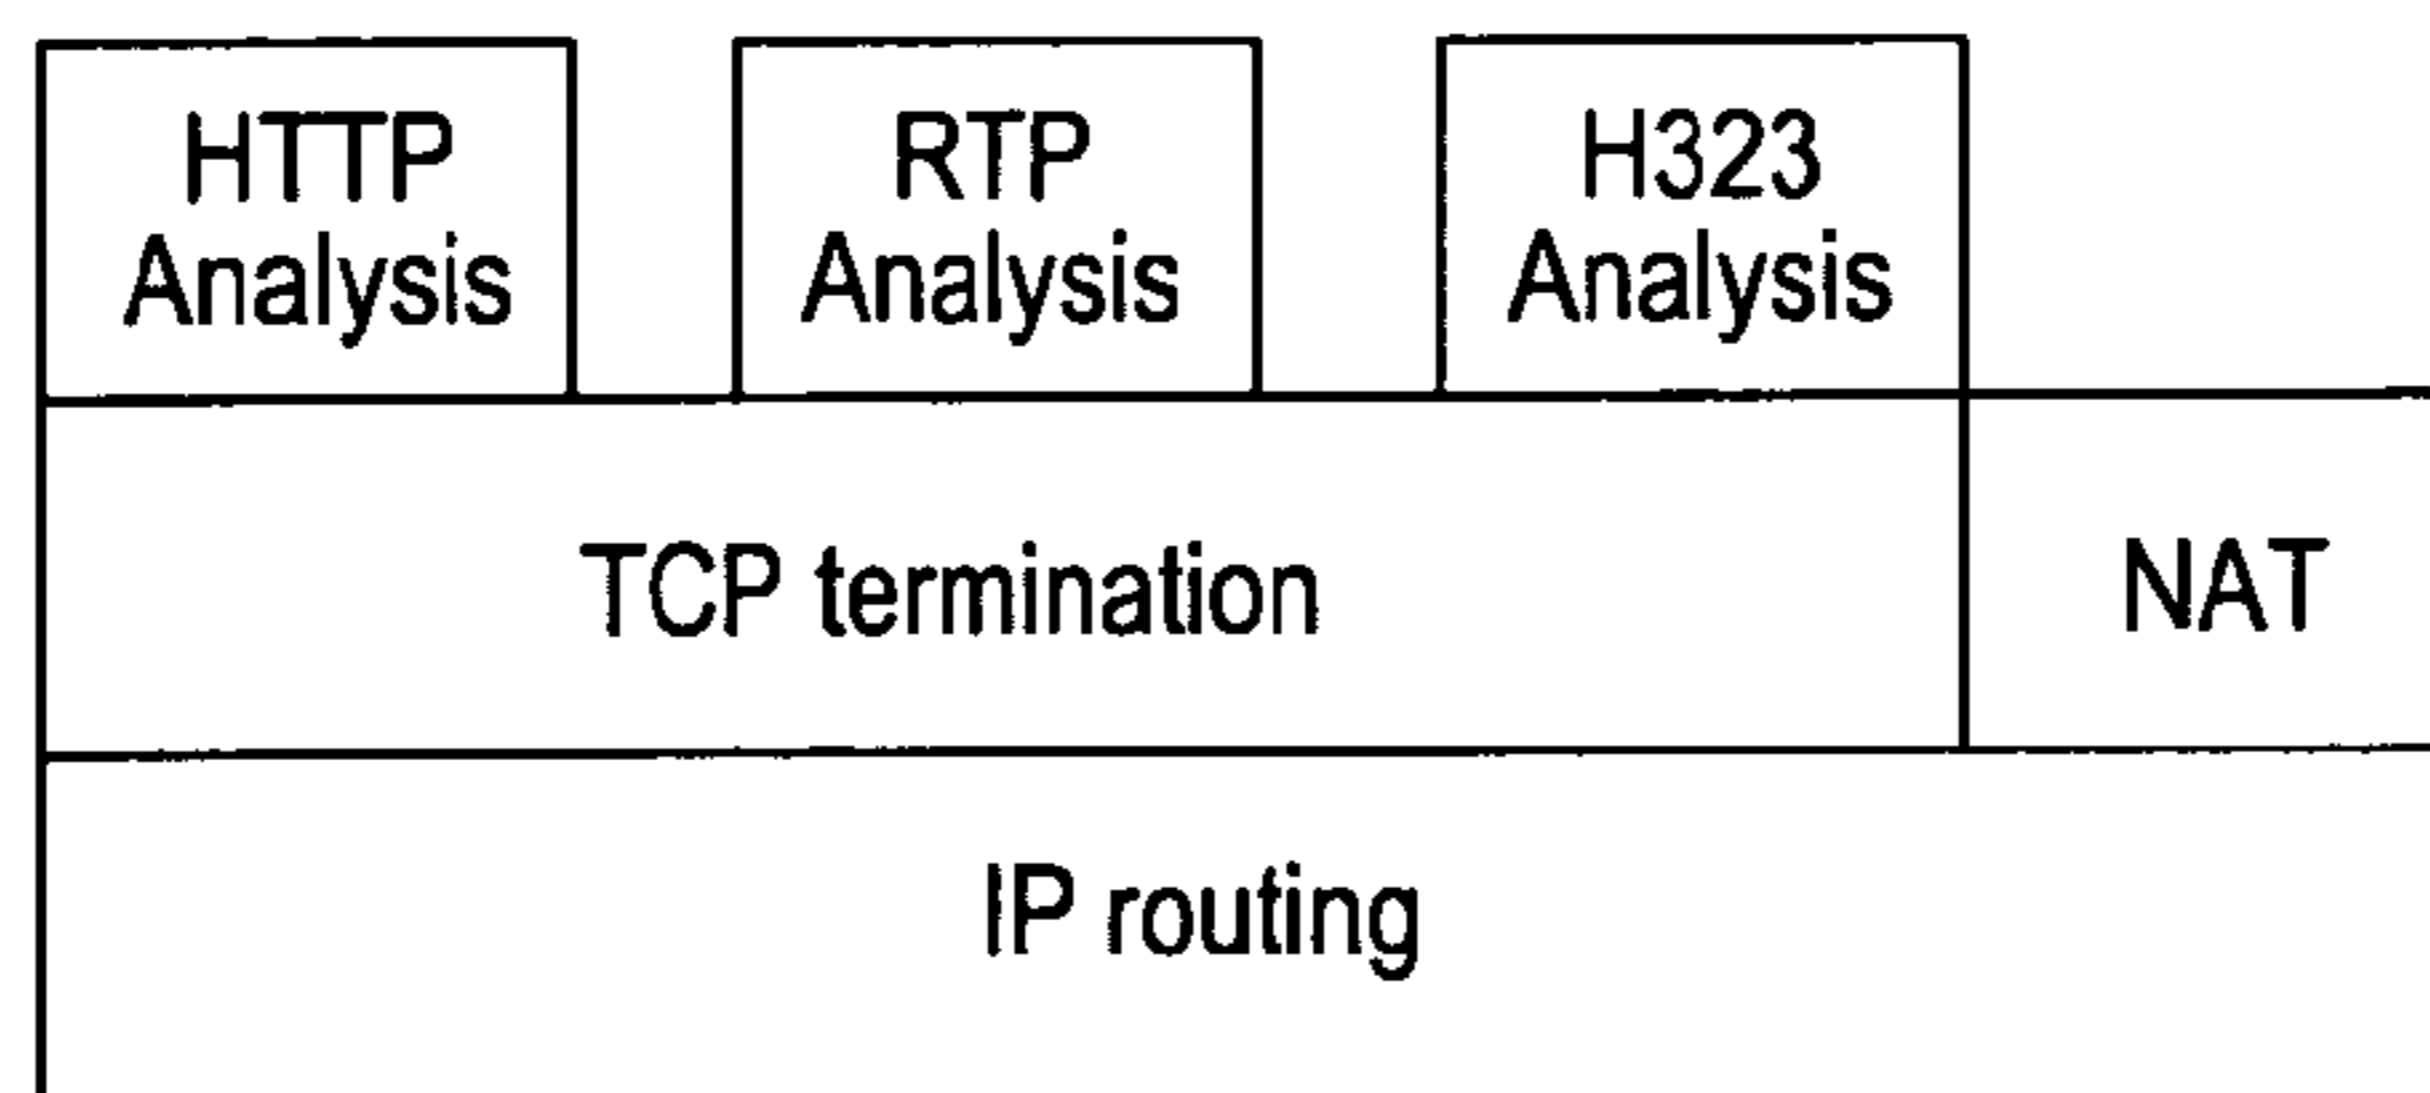 HTTP
Analysis
RTP
Analysis
H323
Analysis
TCP termination
NAT
IP routing